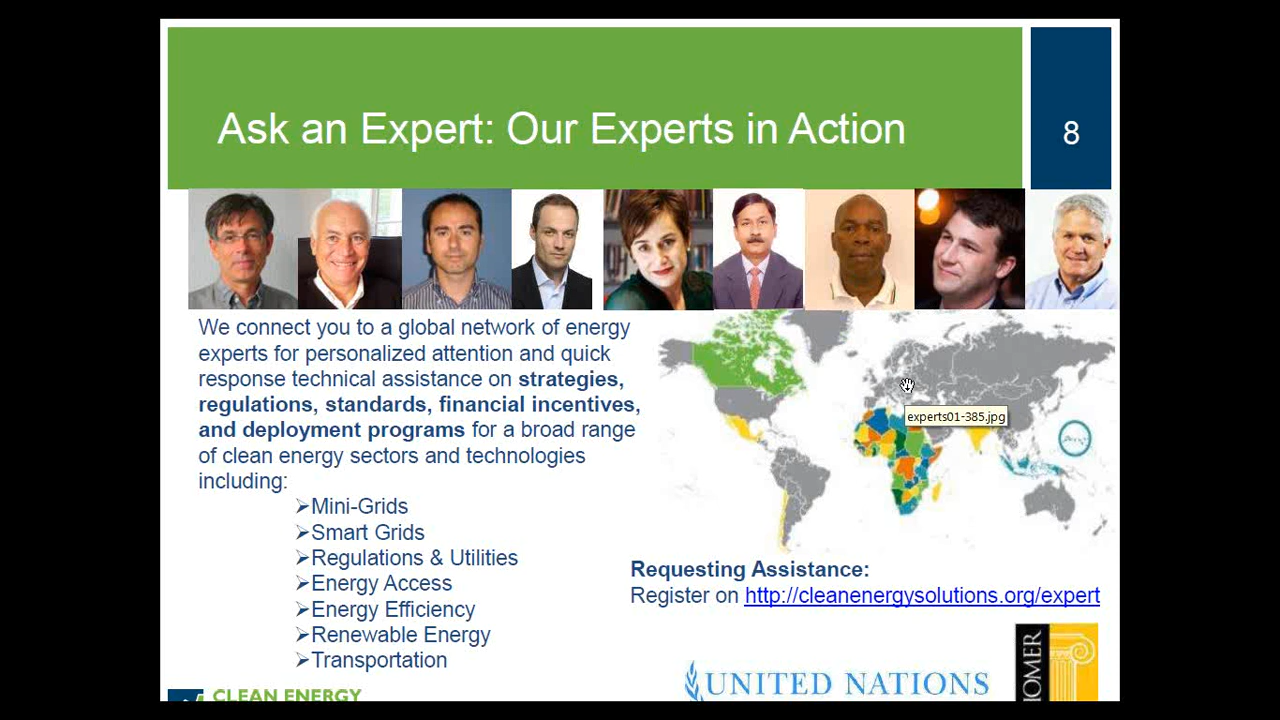 Ask an Expert: Our Experts in Action
8
We connect you to a global network of energy
experts for personalized attention and quick
response technical assistance on strategies,
regulations, standards, financial incentives,
and deployment programs for a broad range
of clean energy sectors and technologies
including:
➢Mini-Grids
➢Smart Grids
➢Regulations & Utilities
➢Energy Access
➢Energy Efficiency
➢Renewable Energy
➢Transportation
experts01-385.jpg
Requesting Assistance:
Register on http://cleanenergysolutions.org/expert
CLEAN ENERGY
UNITED NATIONS
HOMER